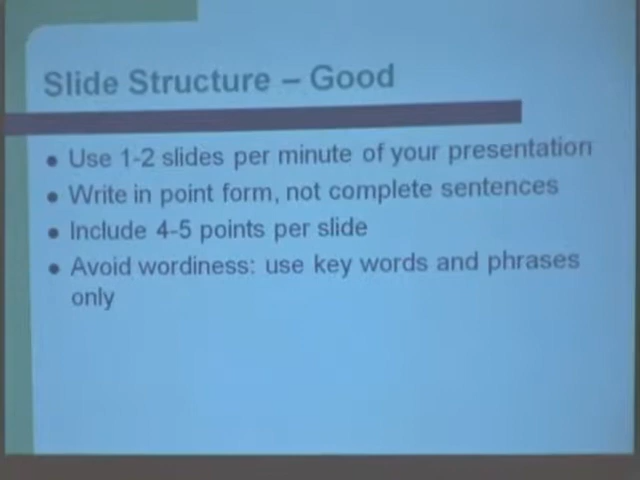 Slide Structure – Good
• Use 1-2 slides per minute of your presentation
• Write in point form, not complete sentences
• Include 4-5 points per slide
• Avoid wordiness: use key words and phrases
only